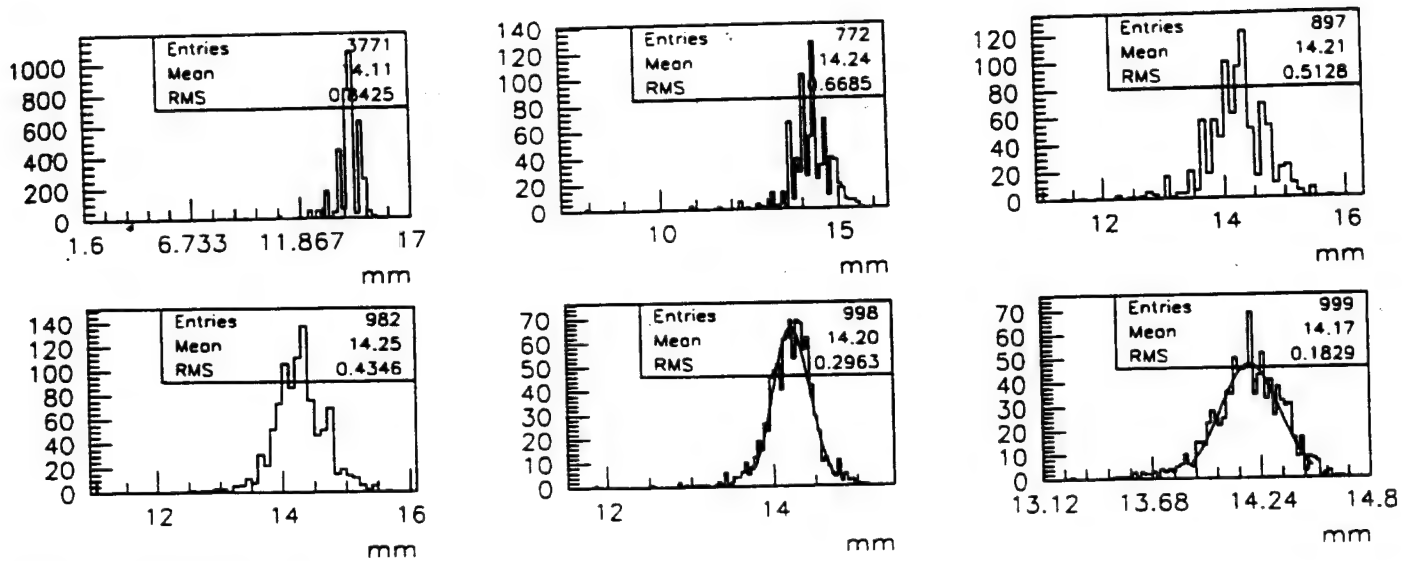 Entries 3771
Mean 14.11
RMS 0.8425
1000
800
600
400
200
0
1.6 6.733 11.867 17
mm
140
120
100
80
60
40
20
0
Entries 772
Mean 14.24
RMS 0.6685
10 15
mm
120
100
80
60
40
20
0
Entries 897
Mean 14.21
RMS 0.5128
12 14 16
mm
140
120
100
80
60
40
20
0
Entries 982
Mean 14.25
RMS 0.4346
12 14 16
mm
70
60
50
40
30
20
10
0
Entries 998
Mean 14.20
RMS 0.2963
12 14
mm
70
60
50
40
30
20
10
0
Entries 999
Mean 14.17
RMS 0.1829
13.12 13.68 14.24 14.8
mm